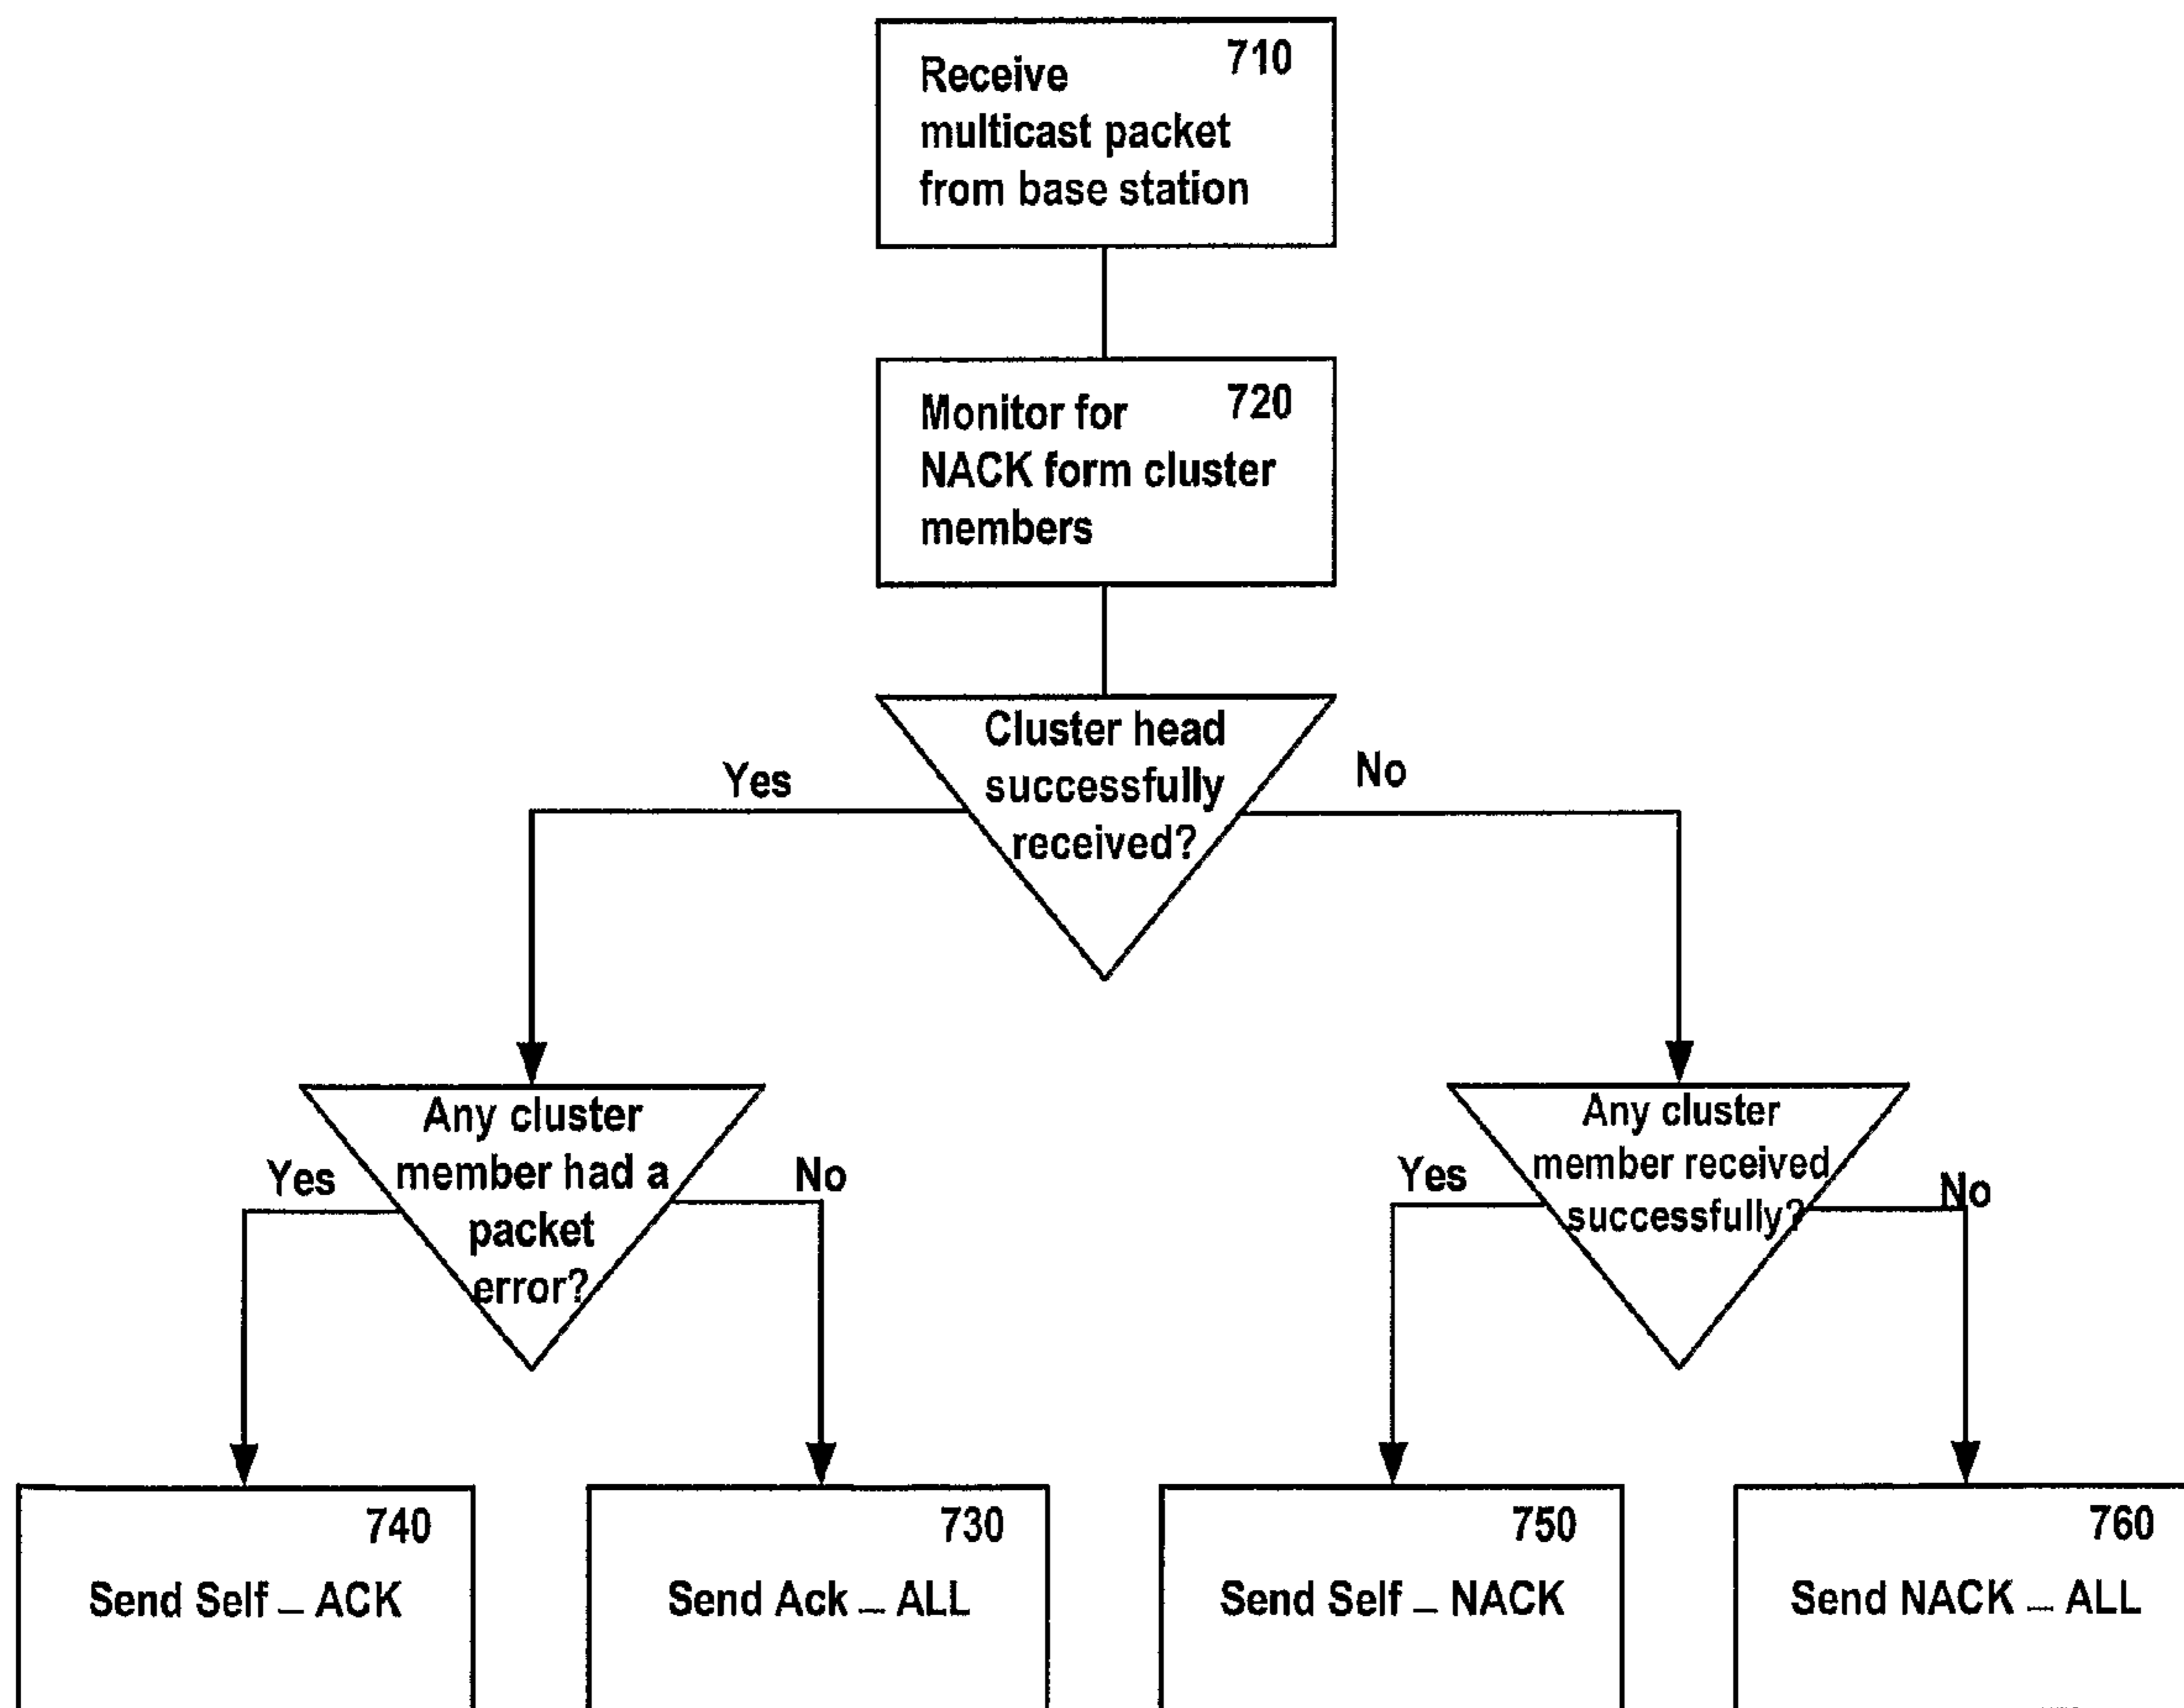 710
Receive
multicast packet
from base station
720
Monitor for
NACK form cluster
members
Cluster head
successfully
received?
Yes
No
Any cluster
member had a
packet
error?
Yes
No
Any cluster
member received
successfully?
Yes
No
740
Send Self _ ACK
730
Send Ack _ ALL
750
Send Self _ NACK
760
Send NACK _ ALL